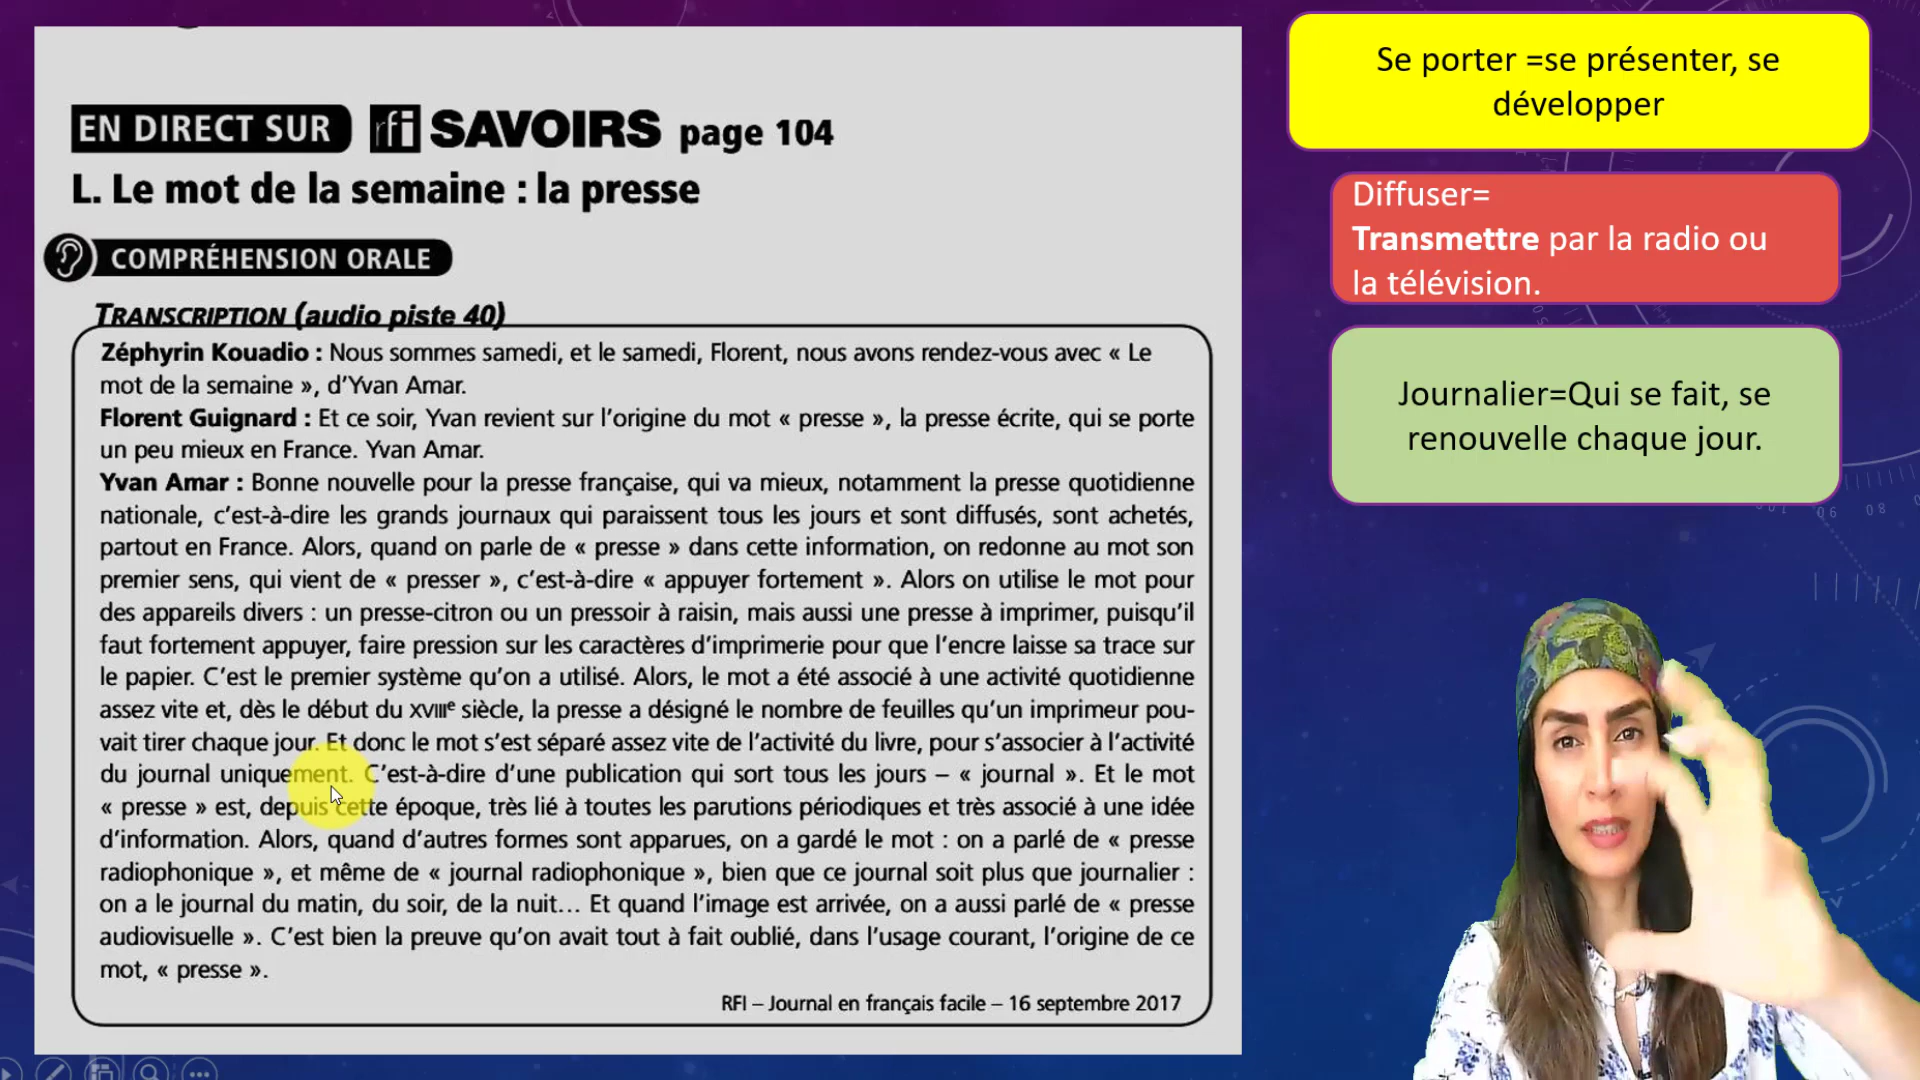 EN DIRECT SUR rfi SAVOIRS page 104
L. Le mot de la semaine : la presse
COMPRÉHENSION ORALE
TRANSCRIPTION (audio piste 40)
Zéphyrin Kouadio : Nous sommes samedi, et le samedi, Florent, nous avons rendez-vous avec « Le
mot de la semaine », d'Yvan Amar.
Florent Guignard : Et ce soir, Yvan revient sur l'origine du mot « presse », la presse écrite, qui se porte
un peu mieux en France. Yvan Amar.
Yvan Amar : Bonne nouvelle pour la presse française, qui va mieux, notamment la presse quotidienne
nationale, c'est-à-dire les grands journaux qui paraissent tous les jours et sont diffusés, sont achetés,
partout en France. Alors, quand on parle de « presse » dans cette information, on redonne au mot son
premier sens, qui vient de « presser », c'est-à-dire « appuyer fortement ». Alors on utilise le mot pour
des appareils divers : un presse-citron ou un pressoir à raisin, mais aussi une presse à imprimer, puisqu'il
faut fortement appuyer, faire pression sur les caractères d'imprimerie pour que l'encre laisse sa trace sur
le papier. C'est le premier système qu'on a utilisé. Alors, le mot a été associé à une activité quotidienne
assez vite et, dès le début du XVIIIe siècle, la presse a désigné le nombre de feuilles qu'un imprimeur pou-
vait tirer chaque jour. Et donc le mot s'est séparé assez vite de l'activité du livre, pour s'associer à l'activité
du journal uniquement. C'est-à-dire d'une publication qui sort tous les jours – « journal ». Et le mot
« presse » est, depuis cette époque, très lié à toutes les parutions périodiques et très associé à une idée
d'information. Alors, quand d'autres formes sont apparues, on a gardé le mot : on a parlé de « presse
radiophonique », et même de « journal radiophonique », bien que ce journal soit plus que journalier :
on a le journal du matin, du soir, de la nuit… Et quand l'image est arrivée, on a aussi parlé de « presse
audiovisuelle ». C'est bien la preuve qu'on avait tout à fait oublié, dans l'usage courant, l'origine de ce
mot, « presse ».
RFI – Journal en français facile – 16 septembre 2017
Se porter =se présenter, se
développer
Diffuser=
Transmettre par la radio ou
la télévision.
Journalier=Qui se fait, se
renouvelle chaque jour.